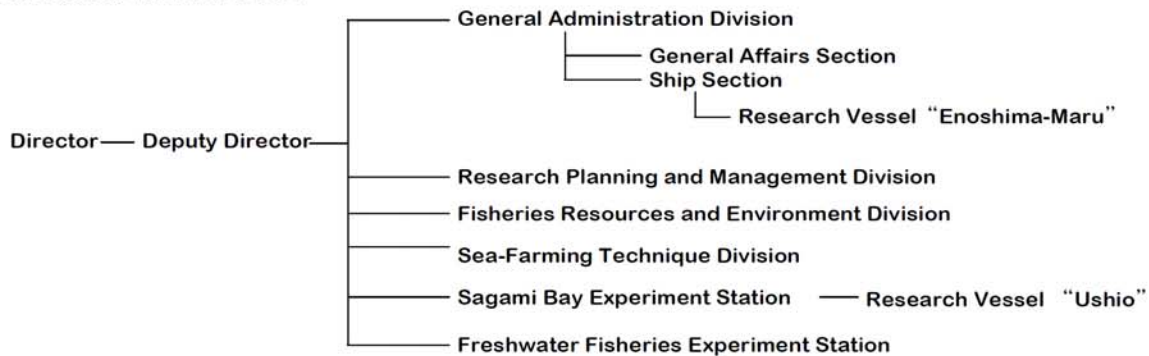 General Administration Division
General Affairs Section
Ship Section
Research Vessel “Enoshima-Maru”
Director
Deputy Director
Research Planning and Management Division
Fisheries Resources and Environment Division
Sea-Farming Technique Division
Sagami Bay Experiment Station
Research Vessel “Ushio”
Freshwater Fisheries Experiment Station